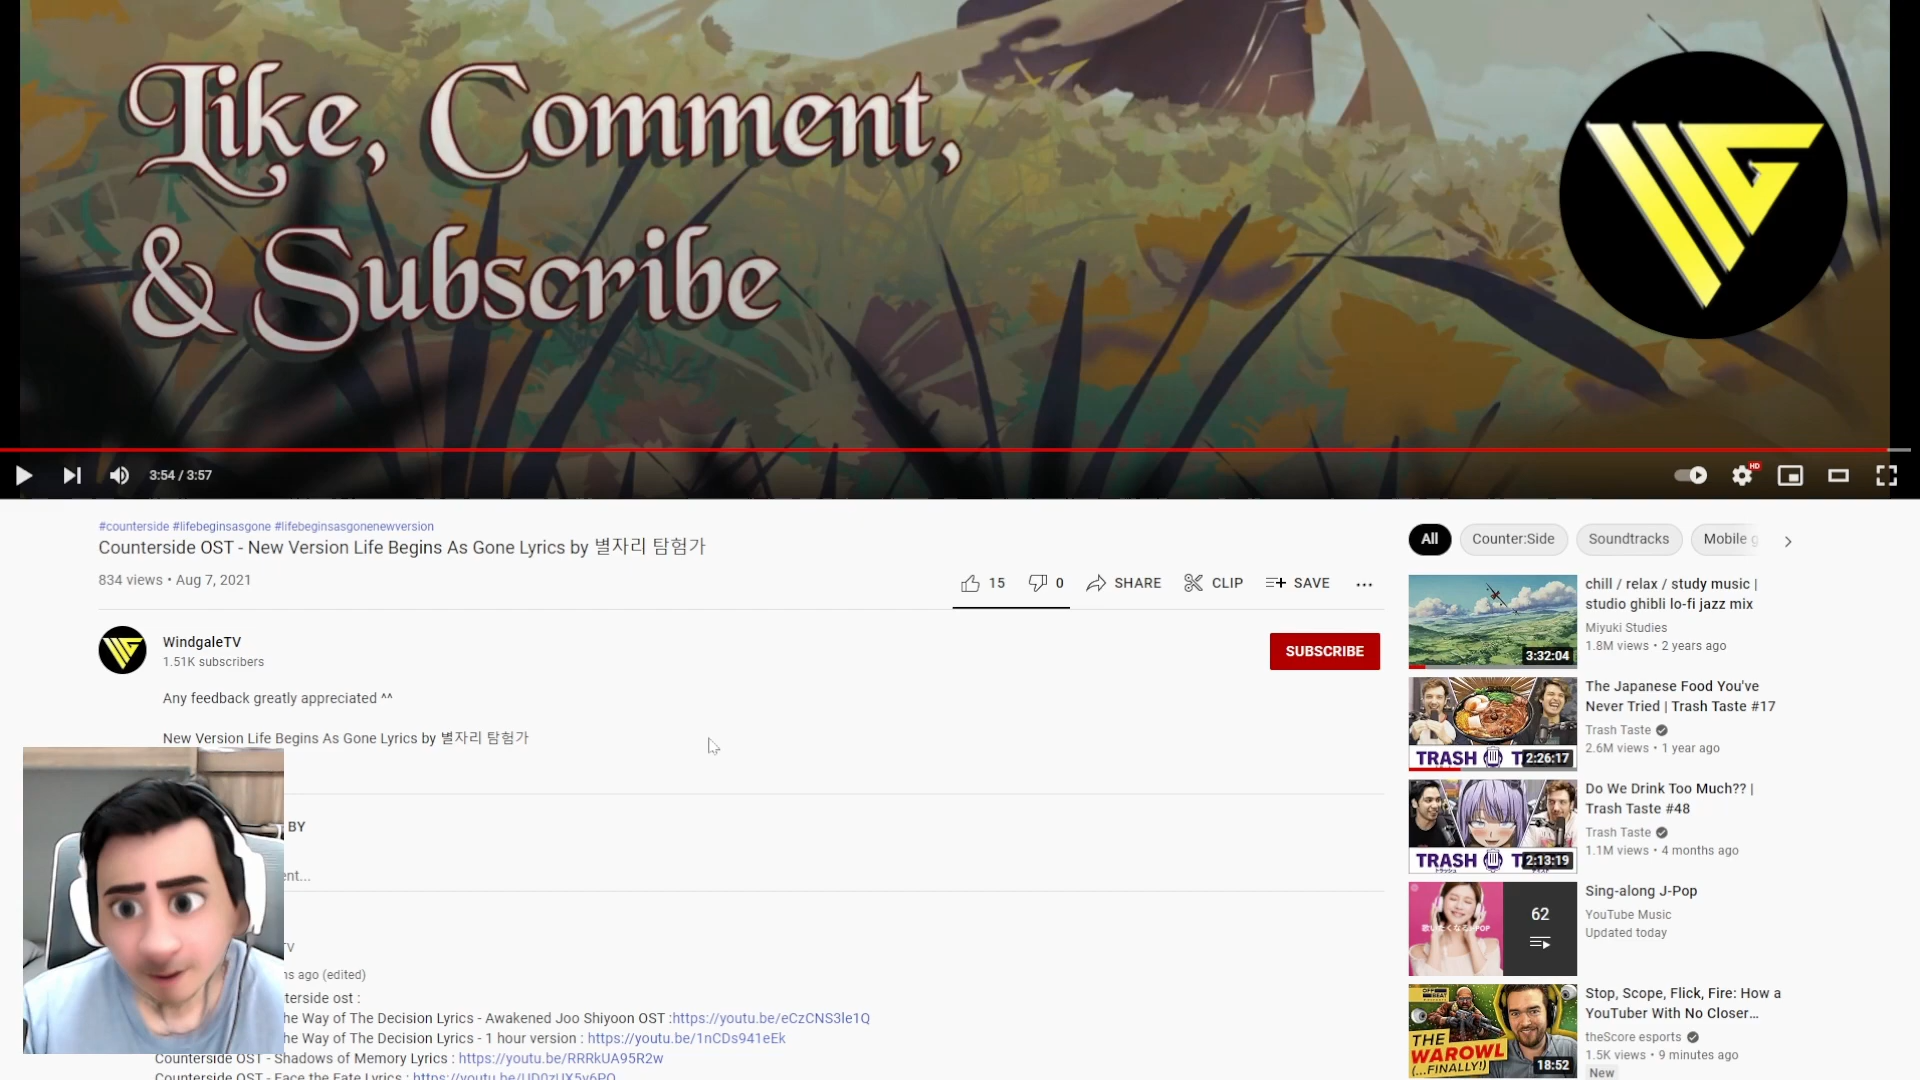 Like, Comment,
& Subscribe
3:54 / 3:57
HD
#counterside #lifebeginsasgone #lifebeginsasgonenewversion
Counterside OST - New Version Life Begins As Gone Lyrics by 별자리 탐험가
834 views • Aug 7, 2021
15
0
SHARE
CLIP
SAVE
WindgaleTV
1.51K subscribers
SUBSCRIBE
Any feedback greatly appreciated ^^
New Version Life Begins As Gone Lyrics by 별자리 탐험가
BY
ago (edited)
ost :
Way of The Decision Lyrics - Awakened Joo Shiyoon OST :https://youtu.be/eCzCNS3le1Q
Way of The Decision Lyrics - 1 hour version : https://youtu.be/1nCDs941eEk
Counterside OST - Shadows of Memory Lyrics : https://youtu.be/RRRkUA95R2w
Counterside OST - Face the Fate Lyrics :
All
Counter:Side
Soundtracks
Mobile
3:32:04
chill / relax / study music |
studio ghibli lo-fi jazz mix
Miyuki Studies
1.8M views • 2 years ago
TRASH
2:26:17
The Japanese Food You've
Never Tried | Trash Taste #17
Trash Taste
2.6M views • 1 year ago
TRASH
2:13:19
Do We Drink Too Much?? |
Trash Taste #48
Trash Taste
1.1M views • 4 months ago
62
Sing-along J-Pop
YouTube Music
Updated today
THE
WAROWL
(...FINALLY!)
18:52
Stop, Scope, Flick, Fire: How a
YouTuber With No Closer...
theScore esports
1.5K views • 9 minutes ago
New